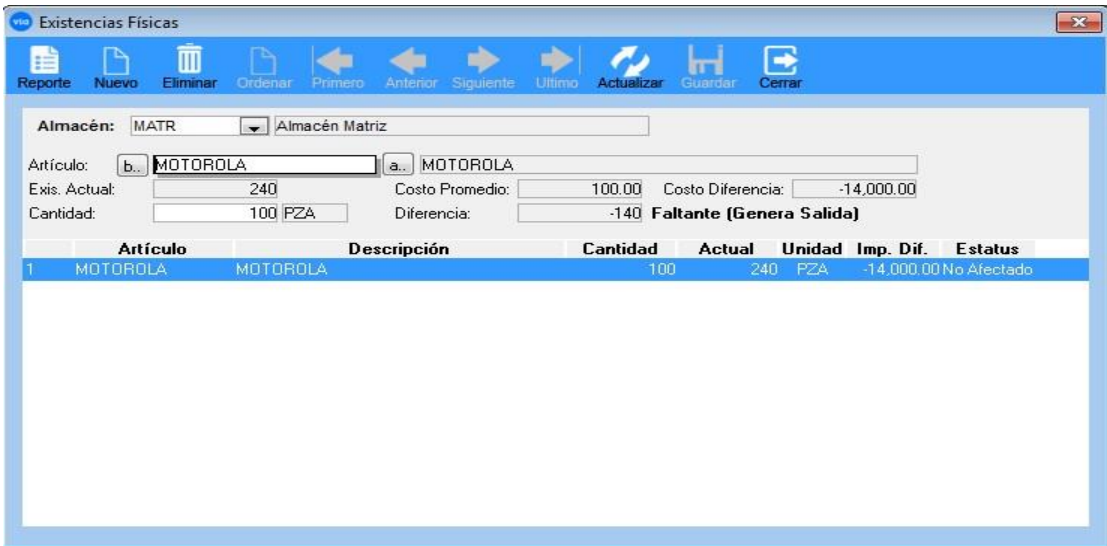 via Existencias Físicas
Reporte Nuevo Eliminar Ordenar Primero Anterior Siguiente Ultimo Actualizar Guardar Cerrar
Almacén: MATR Almacén Matriz
Artículo: b.. MOTOROLA a.. MOTOROLA
Exis. Actual: 240 Costo Promedio: 100.00 Costo Diferencia: -14,000.00
Cantidad: 100 PZA Diferencia: -140 Faltante (Genera Salida)
Artículo Descripción Cantidad Actual Unidad Imp. Dif. Estatus
1 MOTOROLA MOTOROLA 100 240 PZA -14,000.00 No Afectado